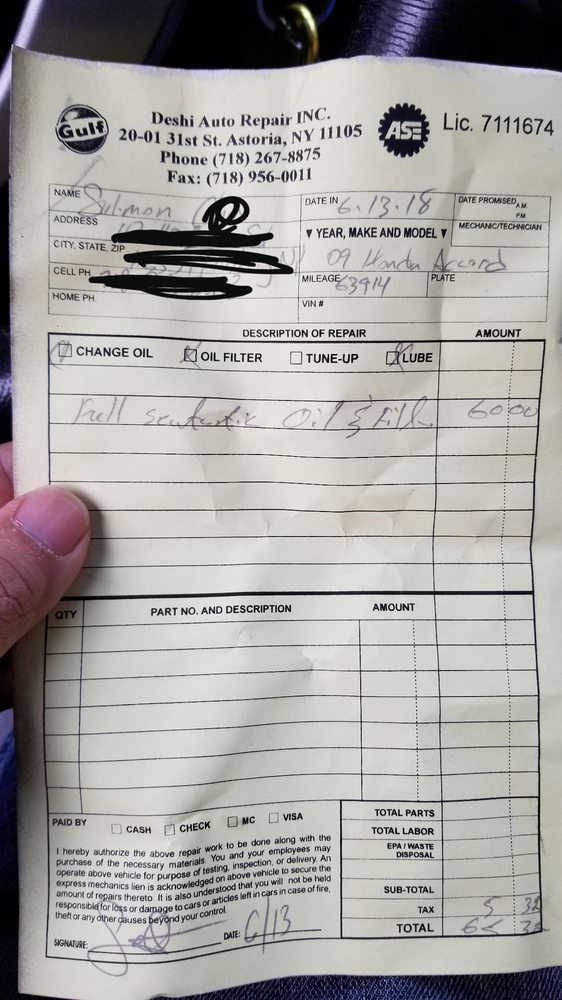 Gulf
Deshi Auto Repair INC.
20-01 31st St. Astoria, NY 11105
Phone (718) 267-8875
Fax: (718) 956-0011
ASE
Lic. 7111674
NAME Sulmon
DATE IN 6.13.18
DATE PROMISED A.M. PM
ADDRESS
▼ YEAR, MAKE AND MODEL ▼
MECHANIC/TECHNICIAN
CITY, STATE, ZIP NY
09 Honda Accord
CELL PH
MILEAGE 63914
PLATE
HOME PH
VIN #
DESCRIPTION OF REPAIR AMOUNT
CHANGE OIL OIL FILTER TUNE-UP LUBE
Full Oil & 60 00
QTY PART NO. AND DESCRIPTION AMOUNT
PAID BY CASH CHECK MC VISA
I hereby authorize the above repair work to be done along with the
purchase of the necessary materials. You and your employees may
operate above vehicle for purpose of testing, inspection, or delivery. An
express mechanics lien is acknowledged on above vehicle to secure the
amount of repairs thereto. It is also understood that you will not be held
responsible for loss or damage to cars or articles left in cars in case of fire,
theft or any other causes beyond your control.
SIGNATURE: DATE: 6/13
TOTAL PARTS
TOTAL LABOR
EPA / WASTE
DISPOSAL
SUB-TOTAL
TAX 5
TOTAL